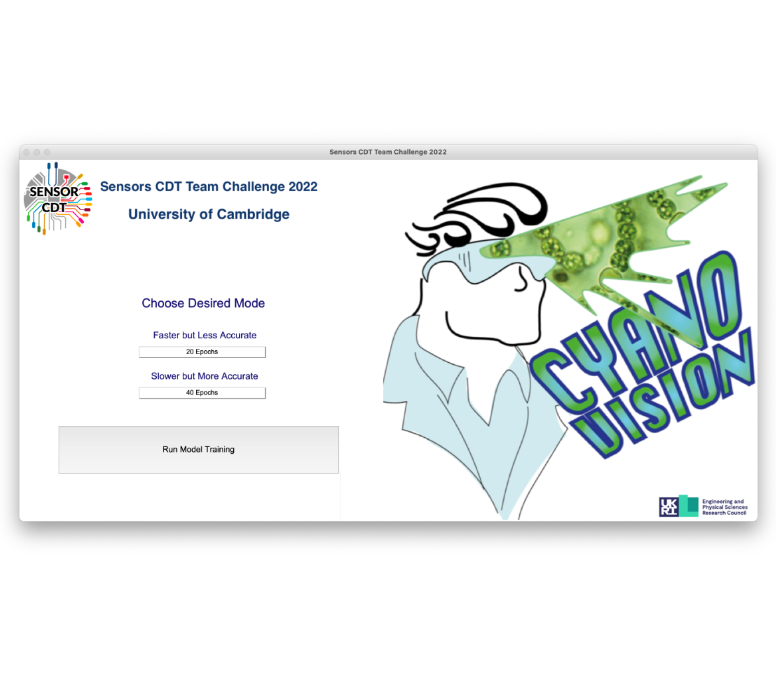 Sensors CDT Team Challenge 2022
SENSOR
CDT
Sensors CDT Team Challenge 2022
University of Cambridge
Choose Desired Mode
Faster but Less Accurate
20 Epochs
Slower but More Accurate
40 Epochs
Run Model Training
CYANO
VISION
UK
RI
Engineering and
Physical Sciences
Research Council